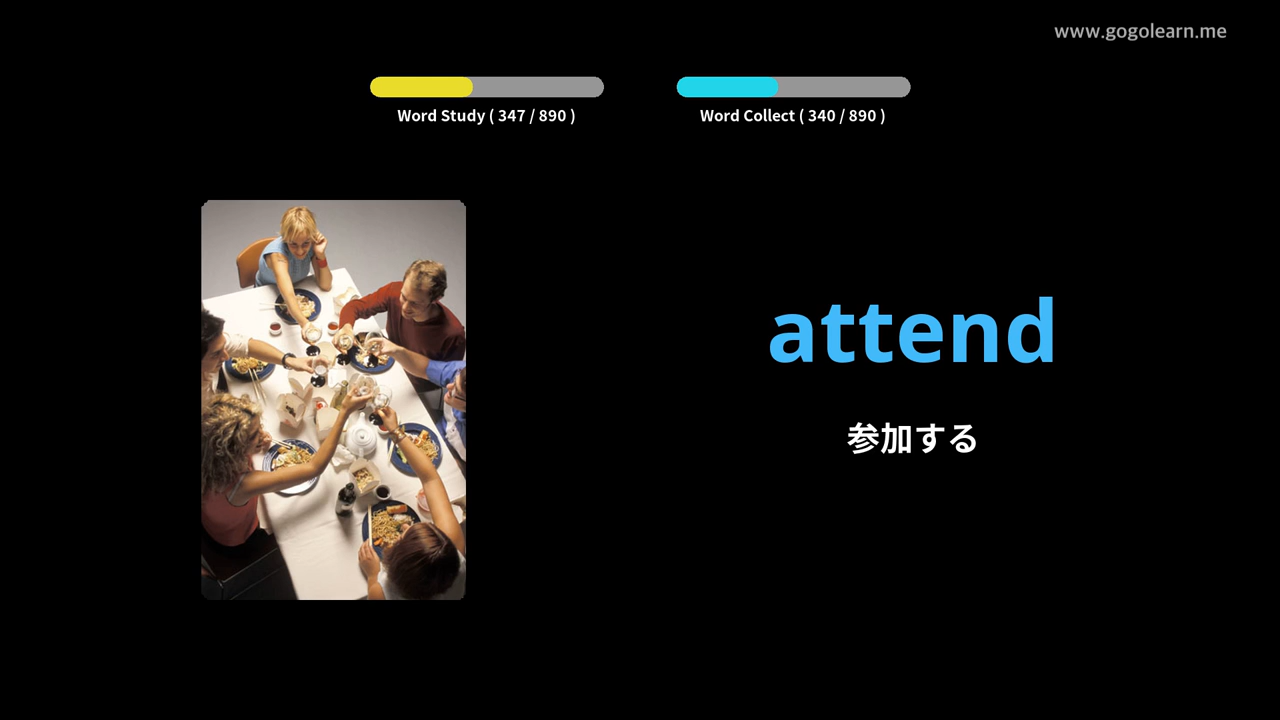 www.gogolearn.me
Word Study ( 347 / 890 )
Word Collect ( 340 / 890 )
attend
参加する